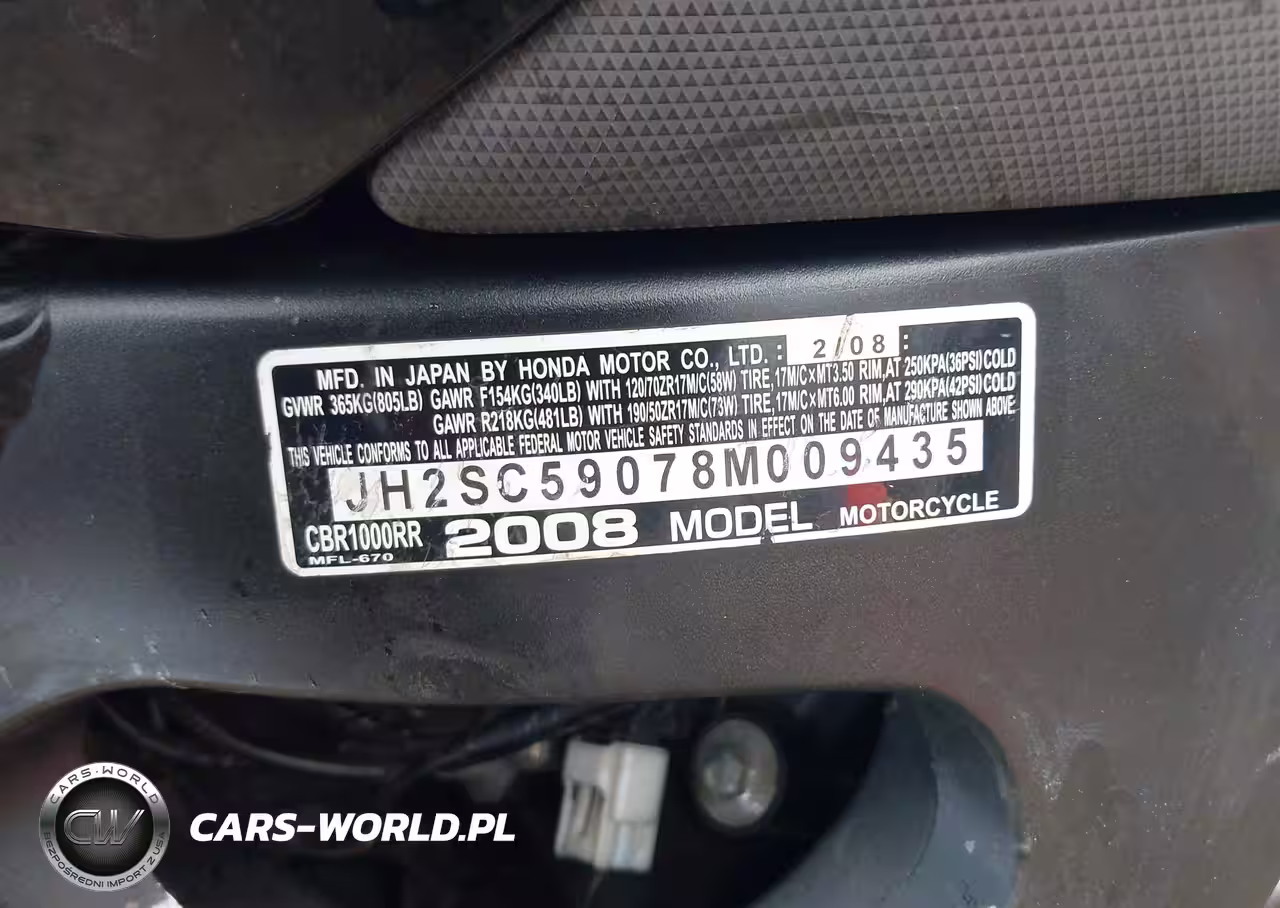 MFD. IN JAPAN BY HONDA MOTOR CO., LTD. : 2/08 :
GVWR 365KG(805LB) GAWR F154KG(340LB) WITH 120/70ZR17M/C(58W) TIRE,17M/C×MT3.50 RIM,AT 250KPA(36PSI)COLD
GAWR R218KG(481LB) WITH 190/50ZR17M/C(73W) TIRE,17M/C×MT6.00 RIM,AT 290KPA(42PSI)COLD
THIS VEHICLE CONFORMS TO ALL APPLICABLE FEDERAL MOTOR VEHICLE SAFETY STANDARDS IN EFFECT ON THE DATE OF MANUFACTURE SHOWN ABOVE.
JH2SC59078M009435
CBR1000RR 2008 MODEL MOTORCYCLE
MFL-670
CARS-WORLD
CW
BEZPOŚREDNI IMPORT Z USA
CARS-WORLD.PL